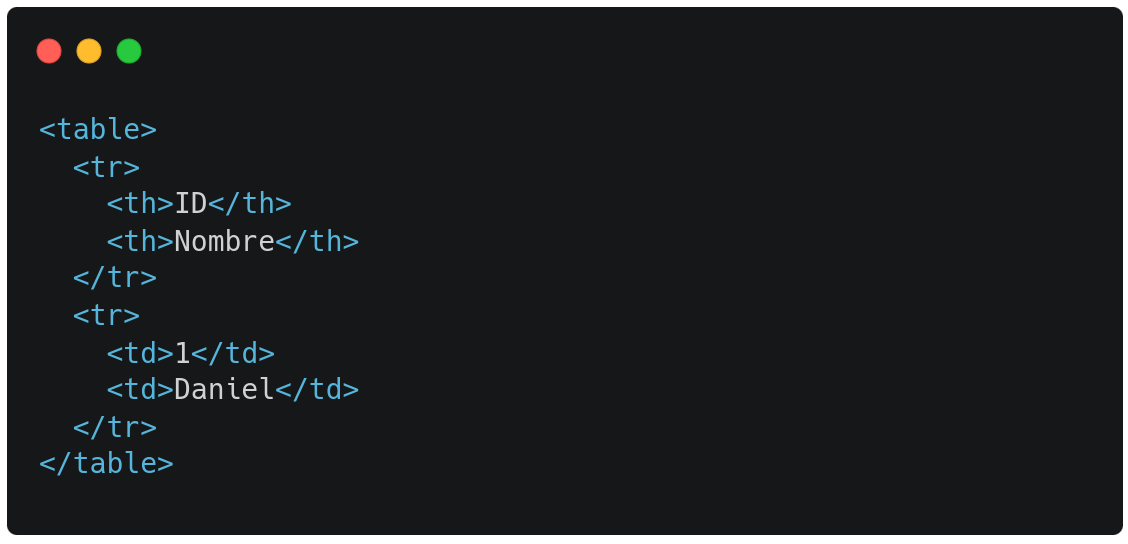 <table>
  <tr>
    <th>ID</th>
    <th>Nombre</th>
  </tr>
  <tr>
    <td>1</td>
    <td>Daniel</td>
  </tr>
</table>